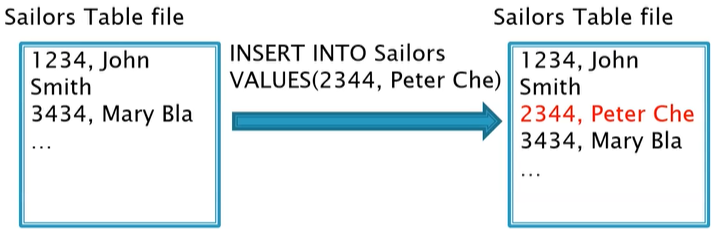 Sailors Table file
1234, John
Smith
3434, Mary Bla
...
INSERT INTO Sailors
VALUES(2344, Peter Che)
Sailors Table file
1234, John
Smith
2344, Peter Che
3434, Mary Bla
...